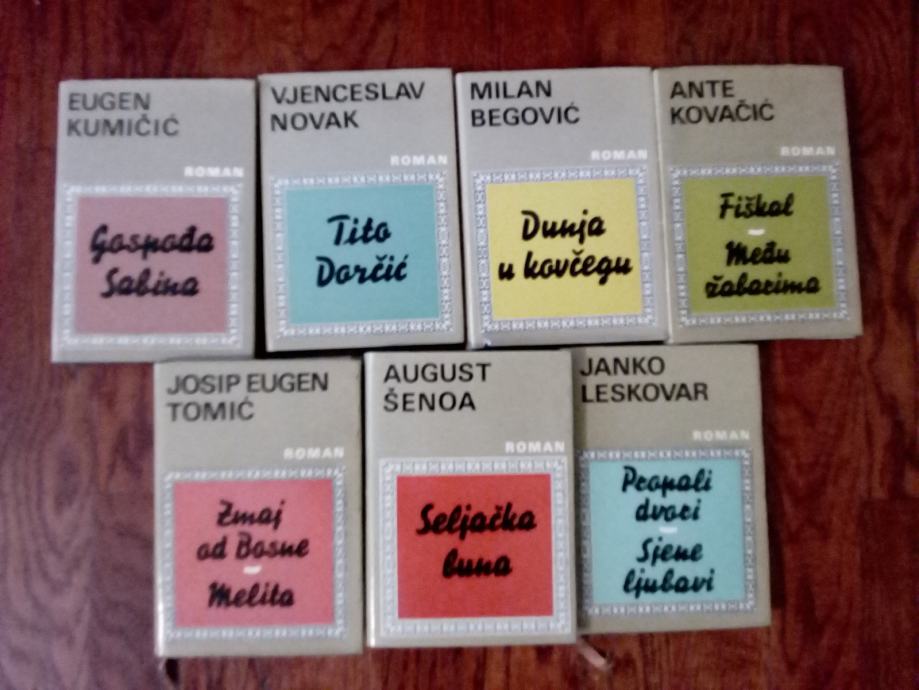 EUGEN
KUMIČIĆ
ROMAN
Gospođa
Sabina
VJENCESLAV
NOVAK
ROMAN
Tito
Dorčić
MILAN
BEGOVIĆ
ROMAN
Dunja
u kovčegu
ANTE
KOVAČIĆ
ROMAN
Fiškal
Među
žabarima
JOSIP EUGEN
TOMIĆ
ROMAN
Zmaj
od Bosne
Melita
AUGUST
ŠENOA
ROMAN
Seljačka
buna
JANKO
LESKOVAR
ROMAN
Propali
dvori
Sjene
ljubavi